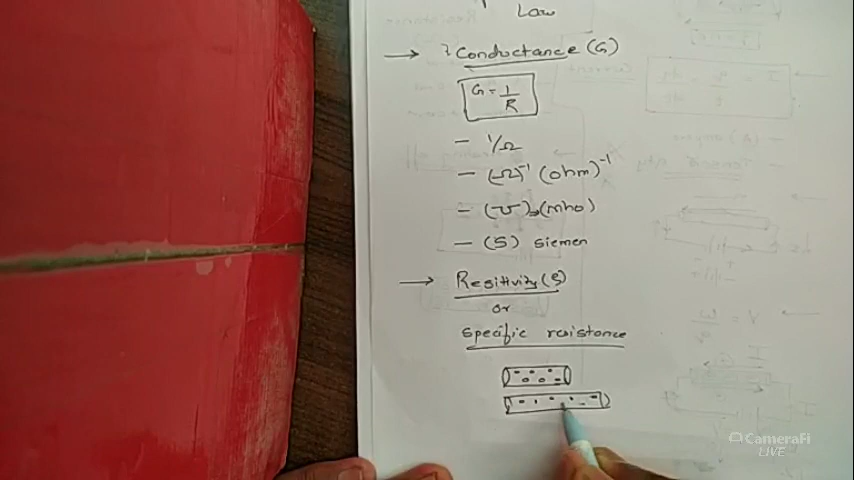 Law
→ Conductance (G)
G = 1/R
- 1/Ω
- (Ω)⁻¹ (ohm)⁻¹
- (℧) (mho)
- (S) siemen
→ Resitivity (ρ)
or
specific resistance
CameraFi
LIVE